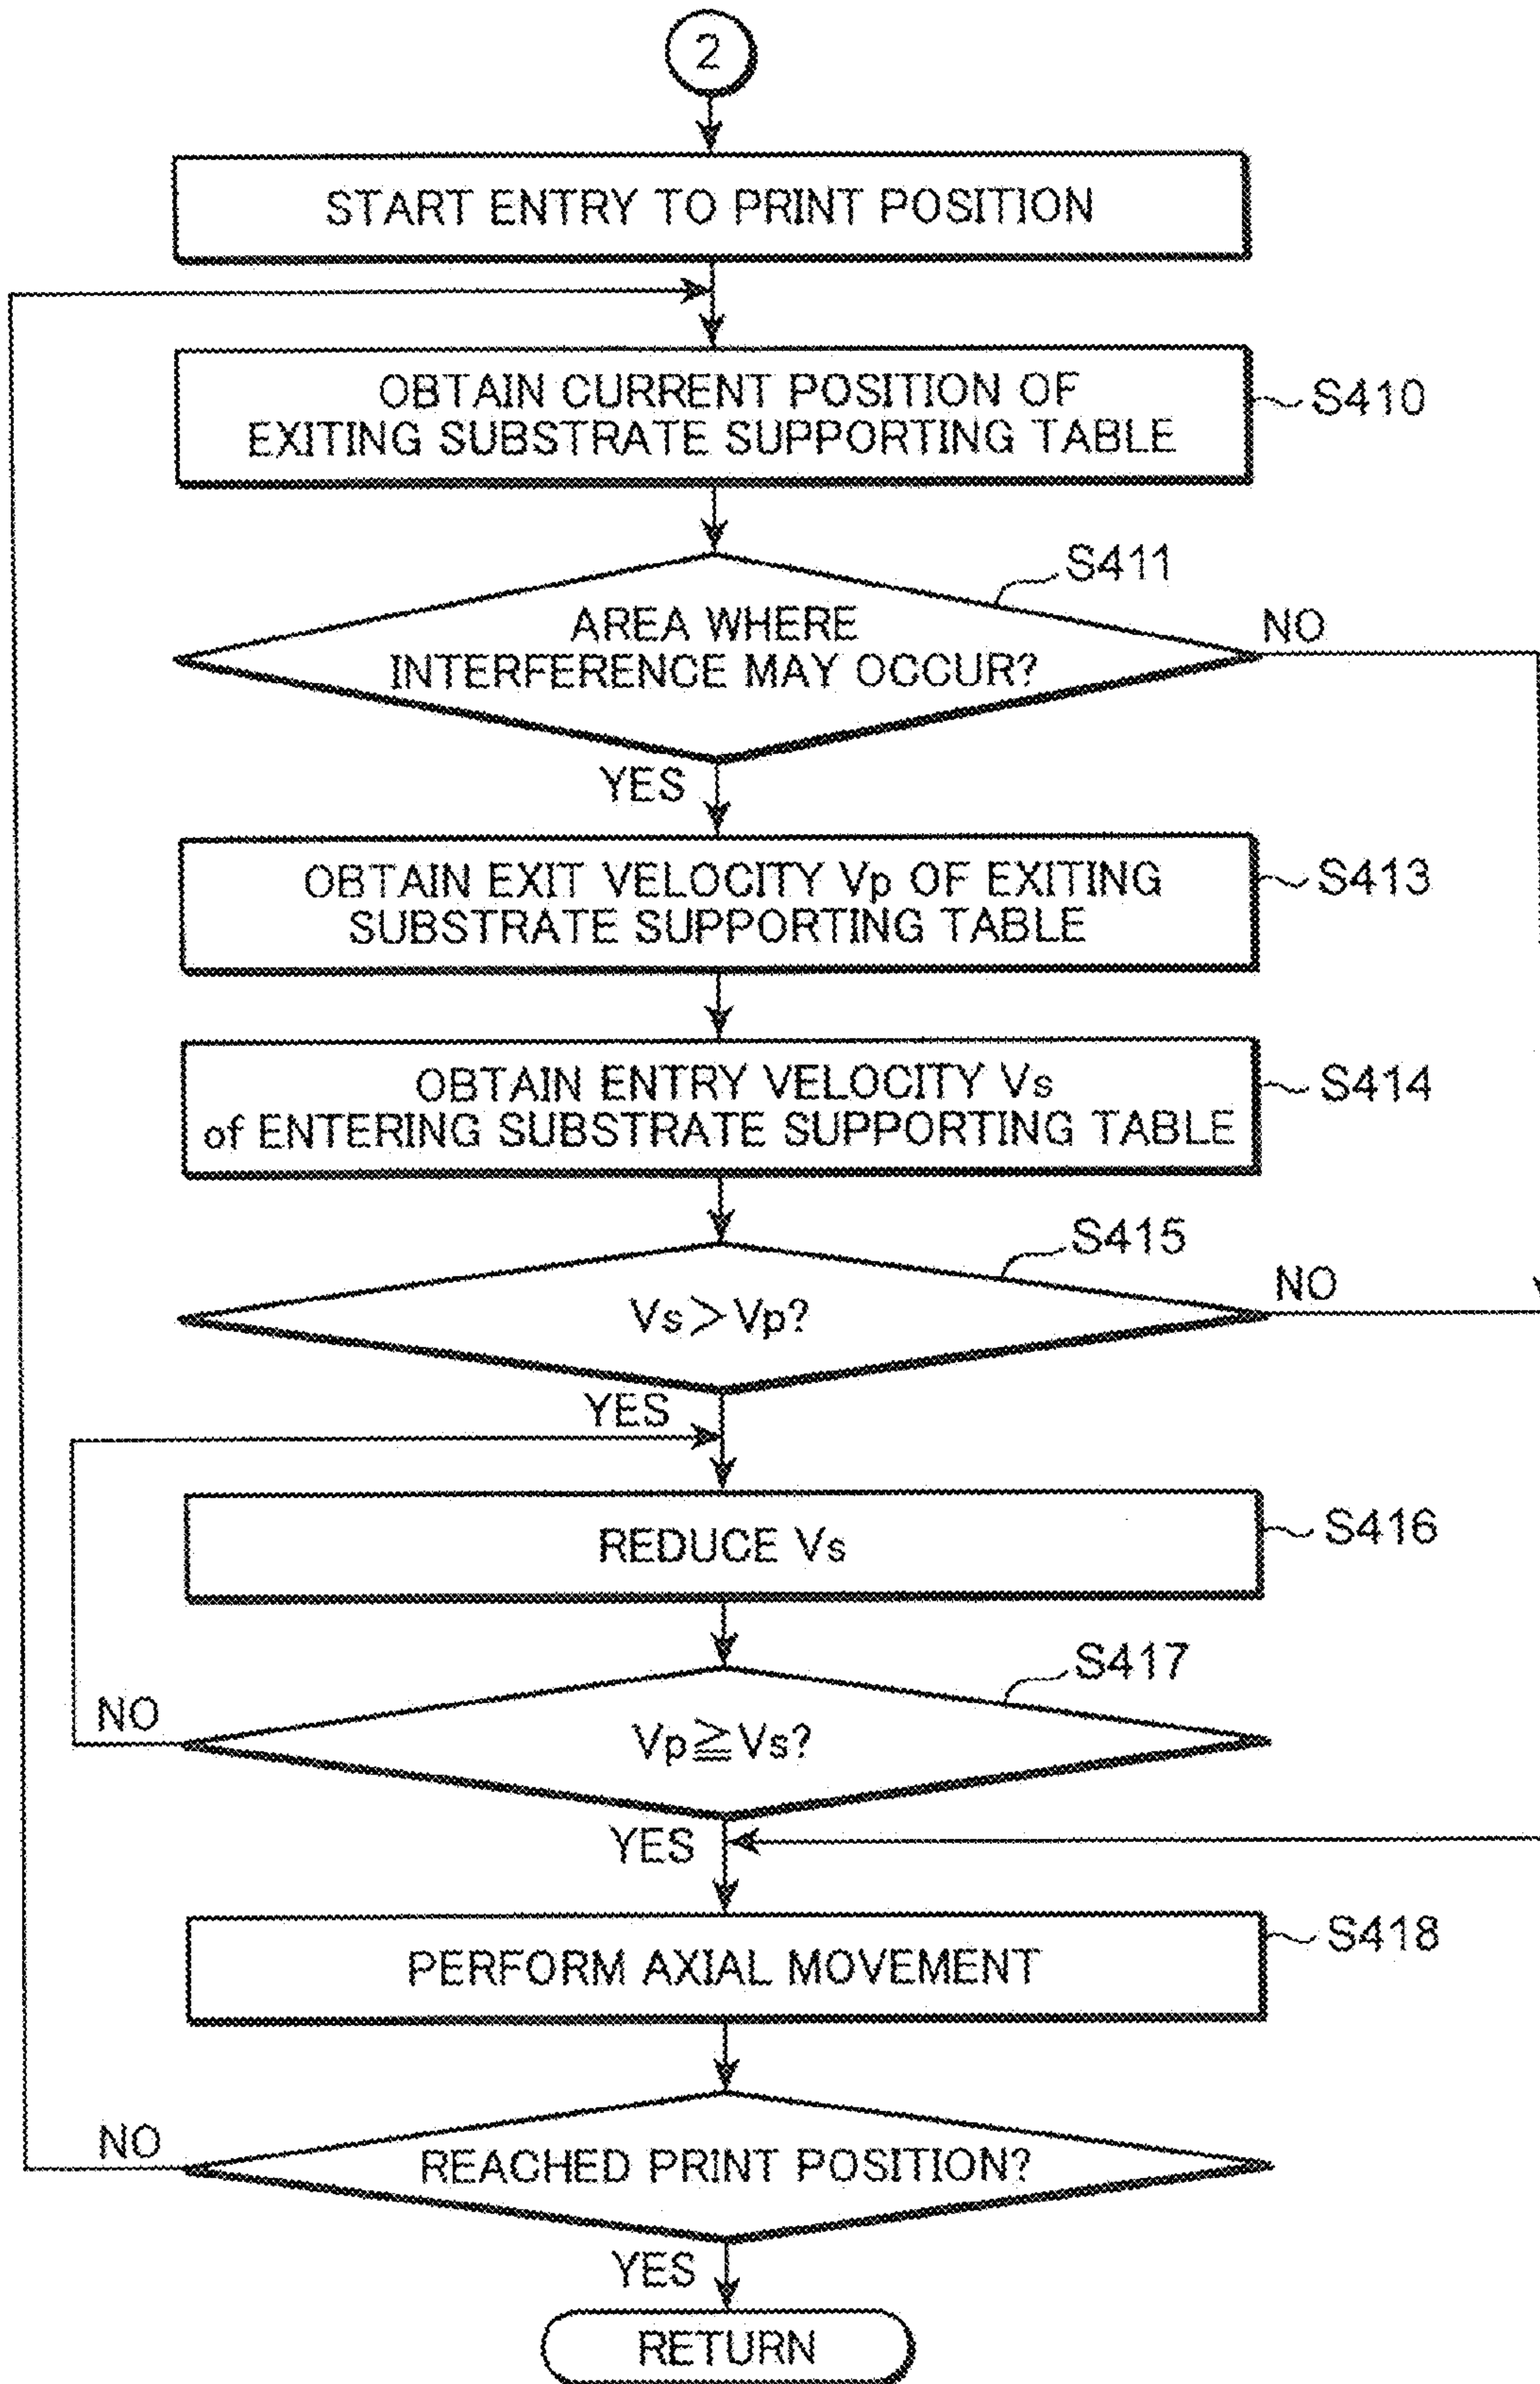 2
START ENTRY TO PRINT POSITION
OBTAIN CURRENT POSITION OF
EXITING SUBSTRATE SUPPORTING TABLE
S410
S411
AREA WHERE
INTERFERENCE MAY OCCUR?
NO
YES
OBTAIN EXIT VELOCITY Vp OF EXITING
SUBSTRATE SUPPORTING TABLE
S413
OBTAIN ENTRY VELOCITY Vs
of ENTERING SUBSTRATE SUPPORTING TABLE
S414
S415
Vs>Vp?
NO
YES
REDUCE Vs
S416
S417
Vp≧Vs?
NO
YES
PERFORM AXIAL MOVEMENT
S418
REACHED PRINT POSITION?
NO
YES
RETURN